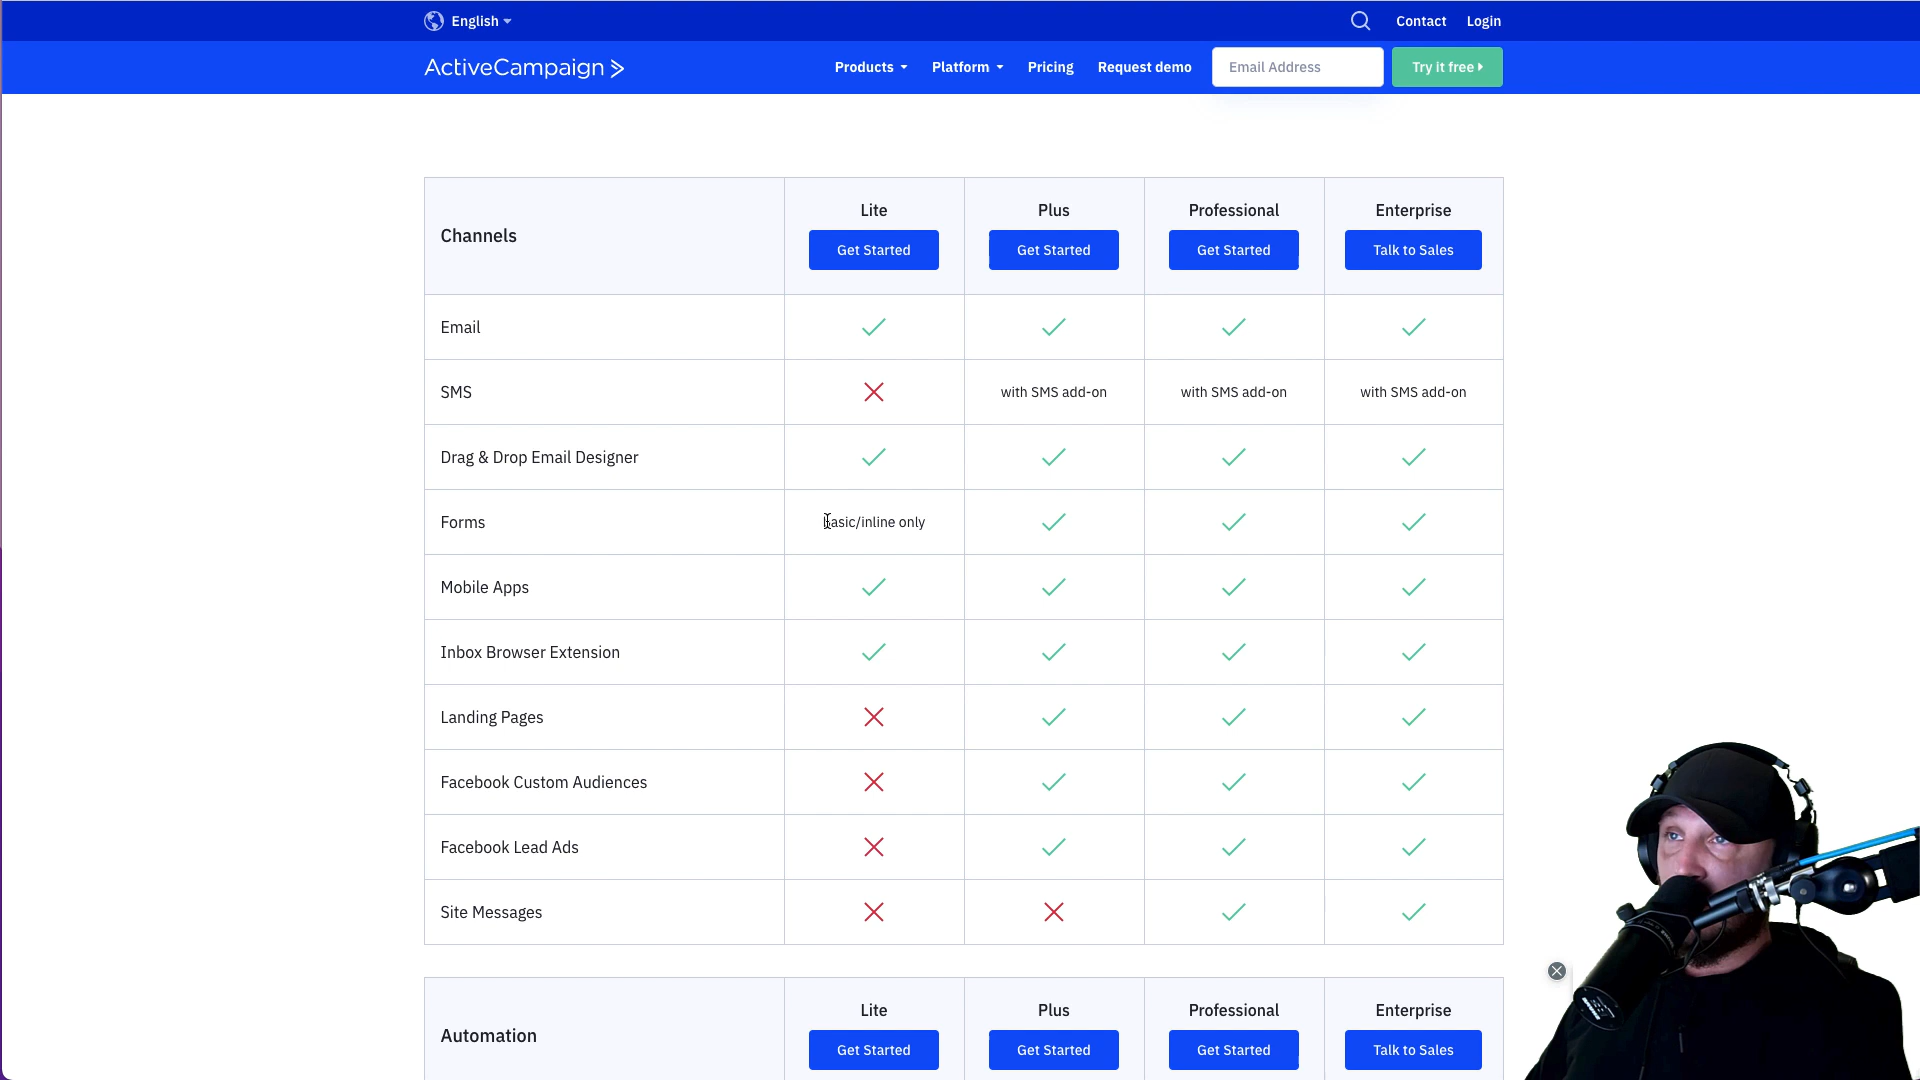 English
Contact
Login
ActiveCampaign
Products
Platform
Pricing
Request demo
Email Address
Try it free
Channels
Lite
Get Started
Plus
Get Started
Professional
Get Started
Enterprise
Talk to Sales
Email
SMS
with SMS add-on
with SMS add-on
with SMS add-on
Drag & Drop Email Designer
Forms
basic/inline only
Mobile Apps
Inbox Browser Extension
Landing Pages
Facebook Custom Audiences
Facebook Lead Ads
Site Messages
Automation
Lite
Get Started
Plus
Get Started
Professional
Get Started
Enterprise
Talk to Sales